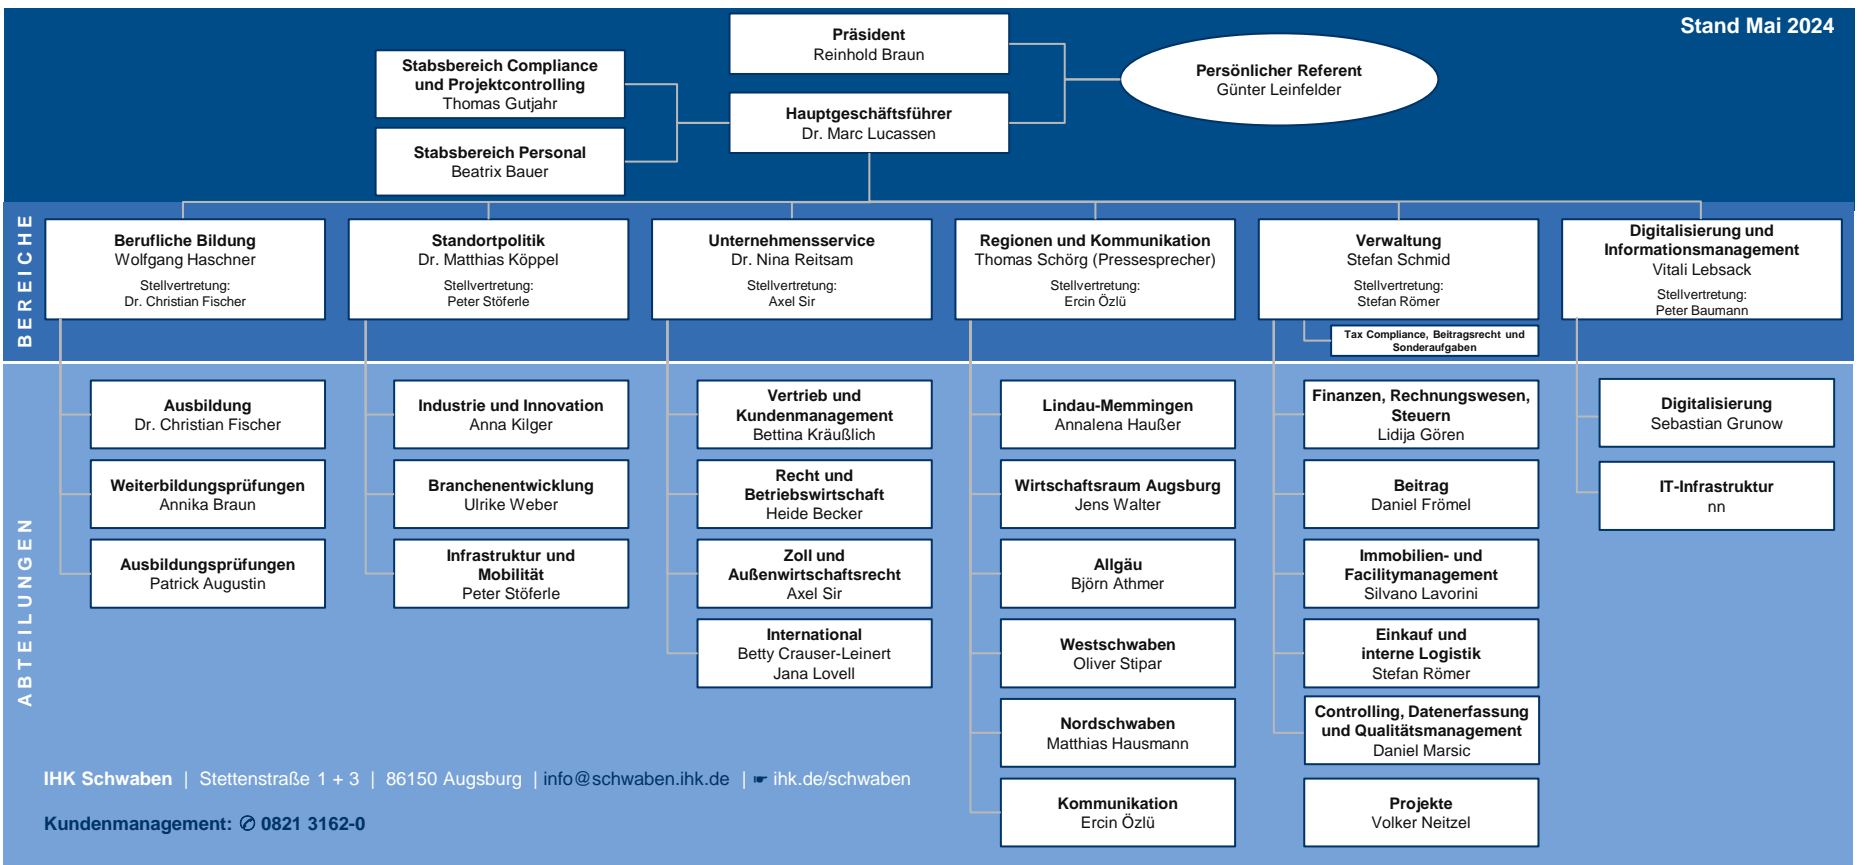 Stand Mai 2024
Präsident
Reinhold Braun
Persönlicher Referent
Günter Leinfelder
Stabsbereich Compliance
und Projektcontrolling
Thomas Gutjahr
Hauptgeschäftsführer
Dr. Marc Lucassen
Stabsbereich Personal
Beatrix Bauer
BEREICHE
Berufliche Bildung
Wolfgang Haschner
Stellvertretung:
Dr. Christian Fischer
Standortpolitik
Dr. Matthias Köppel
Stellvertretung:
Peter Stöferle
Unternehmensservice
Dr. Nina Reitsam
Stellvertretung:
Axel Sir
Regionen und Kommunikation
Thomas Schörg (Pressesprecher)
Stellvertretung:
Ercin Özlü
Verwaltung
Stefan Schmid
Stellvertretung:
Stefan Römer
Tax Compliance, Beitragsrecht und
Sonderaufgaben
Digitalisierung und
Informationsmanagement
Vitali Lebsack
Stellvertretung:
Peter Baumann
ABTEILUNGEN
Ausbildung
Dr. Christian Fischer
Weiterbildungsprüfungen
Annika Braun
Ausbildungsprüfungen
Patrick Augustin
Industrie und Innovation
Anna Kilger
Branchenentwicklung
Ulrike Weber
Infrastruktur und
Mobilität
Peter Stöferle
Vertrieb und
Kundenmanagement
Bettina Kräußlich
Recht und
Betriebswirtschaft
Heide Becker
Zoll und
Außenwirtschaftsrecht
Axel Sir
International
Betty Crauser-Leinert
Jana Lovell
Lindau-Memmingen
Annalena Haußer
Wirtschaftsraum Augsburg
Jens Walter
Allgäu
Björn Athmer
Westschwaben
Oliver Stipar
Nordschwaben
Matthias Hausmann
Kommunikation
Ercin Özlü
Finanzen, Rechnungswesen,
Steuern
Lidija Gören
Beitrag
Daniel Frömel
Immobilien- und
Facilitymanagement
Silvano Lavorini
Einkauf und
interne Logistik
Stefan Römer
Controlling, Datenerfassung
und Qualitätsmanagement
Daniel Marsic
Projekte
Volker Neitzel
Digitalisierung
Sebastian Grunow
IT-Infrastruktur
nn
IHK Schwaben | Stettenstraße 1 + 3 | 86150 Augsburg | info@schwaben.ihk.de | ☛ ihk.de/schwaben
Kundenmanagement: ✆ 0821 3162-0